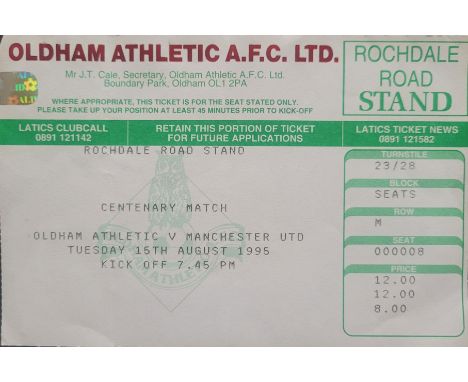 OLDHAM ATHLETIC A.F.C. LTD.
Mr J.T. Cale, Secretary, Oldham Athletic A.F.C. Ltd.
Boundary Park, Oldham OL1 2PA
WHERE APPROPRIATE, THIS TICKET IS FOR THE SEAT STATED ONLY.
PLEASE TAKE UP YOUR POSITION AT LEAST 45 MINUTES PRIOR TO KICK-OFF
ROCHDALE
ROAD
STAND
LATICS CLUBCALL
0891 121142
RETAIN THIS PORTION OF TICKET
FOR FUTURE APPLICATIONS
LATICS TICKET NEWS
0891 121582
ROCHDALE ROAD STAND
CENTENARY MATCH
OLDHAM ATHLETIC V MANCHESTER UTD
TUESDAY 15TH AUGUST 1995
KICK OFF 7.45 PM
TURNSTILE
23/28
BLOCK
SEATS
ROW
M
SEAT
000008
PRICE
12.00
12.00
8.00